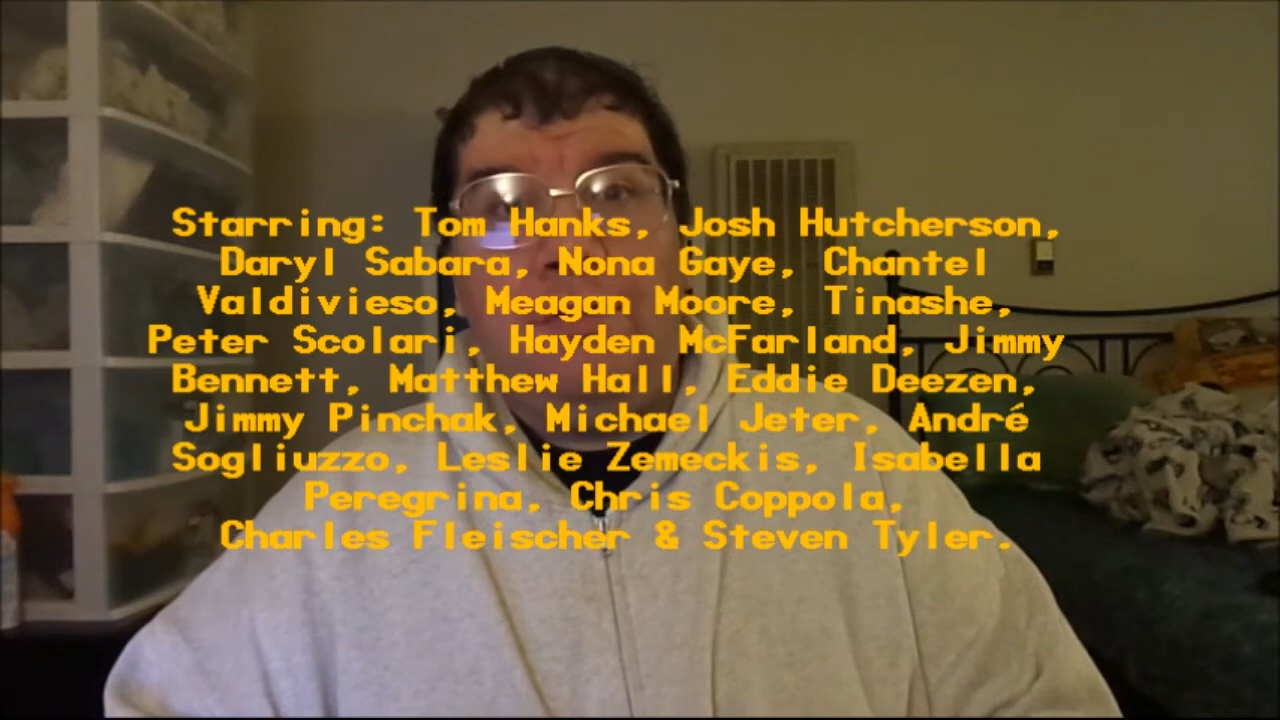 Starring: Tom Hanks, Josh Hutcherson,
Daryl Sabara, Nona Gaye, Chantel
Valdivieso, Meagan Moore, Tinashe,
Peter Scolari, Hayden McFarland, Jimmy
Bennett, Matthew Hall, Eddie Deezen,
Jimmy Pinchak, Michael Jeter, André
Sogliuzzo, Leslie Zemeckis, Isabella
Peregrina, Chris Coppola,
Charles Fleischer & Steven Tyler.